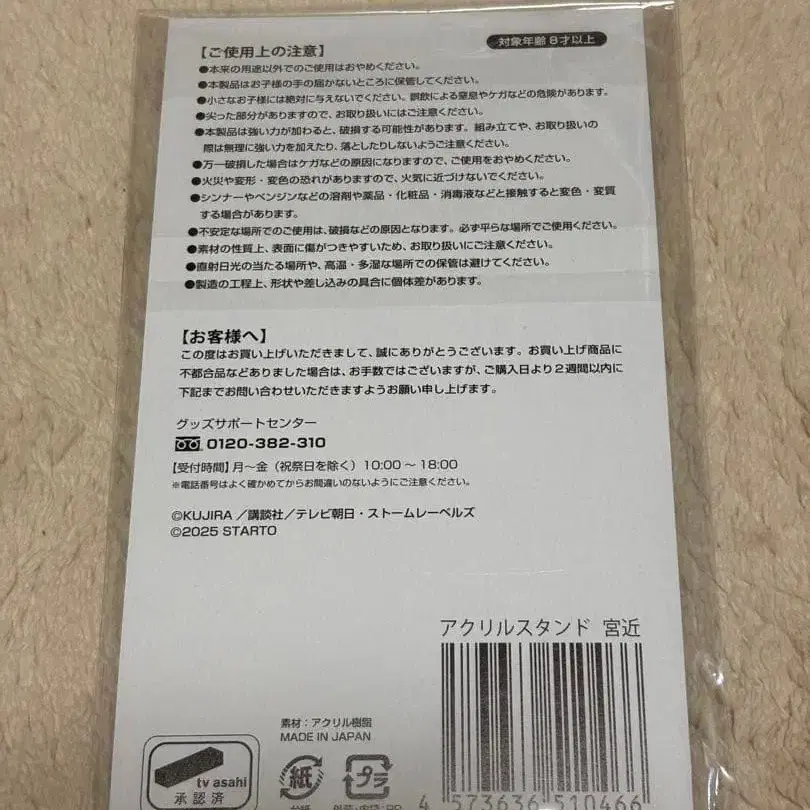 【ご使用上の注意】
対象年齢8才以上
●本来の用途以外でのご使用はおやめください。
●本製品はお子様の手の届かないところに保管してください。
●小さなお子様には絶対に与えないでください。誤飲による窒息やケガなどの危険があります。
●尖った部分がありますので、お取り扱いにはご注意ください。
●本製品は強い力が加わると、破損する可能性があります。組み立てや、お取り扱いの
際は無理に強い力を加えたり、落としたりしないようご注意ください。
●万一破損した場合はケガなどの原因になりますので、ご使用をおやめください。
●火災や変形・変色の恐れがありますので、火気に近づけないでください。
●シンナーやベンジンなどの溶剤や薬品・化粧品・消毒液などと接触すると変色・変質
する場合があります。
●不安定な場所でのご使用は、破損などの原因となります。必ず平らな場所でご使用ください。
●素材の性質上、表面に傷がつきやすいため、お取り扱いにご注意ください。
●直射日光の当たる場所や、高温・多湿な場所での保管は避けてください。
●製造の工程上、形状や差し込みの具合に個体差があります。
【お客様へ】
この度はお買い上げいただきまして、誠にありがとうございます。お買い上げ商品に
不都合品などありました場合は、お手数ではございますが、ご購入日より2週間以内に
下記までお問い合わせいただきますようお願い申し上げます。
グッズサポートセンター
0120-382-310
【受付時間】月～金（祝祭日を除く）10:00～18:00
※電話番号はよく確かめてからお間違いのないようにご注意ください。
©KUJIRA／講談社／テレビ朝日・ストームレーベルズ
©2025 STARTO
アクリルスタンド 宮近
素材：アクリル樹脂
MADE IN JAPAN
tv asahi
承認済
紙
プラ
4 573636 510466